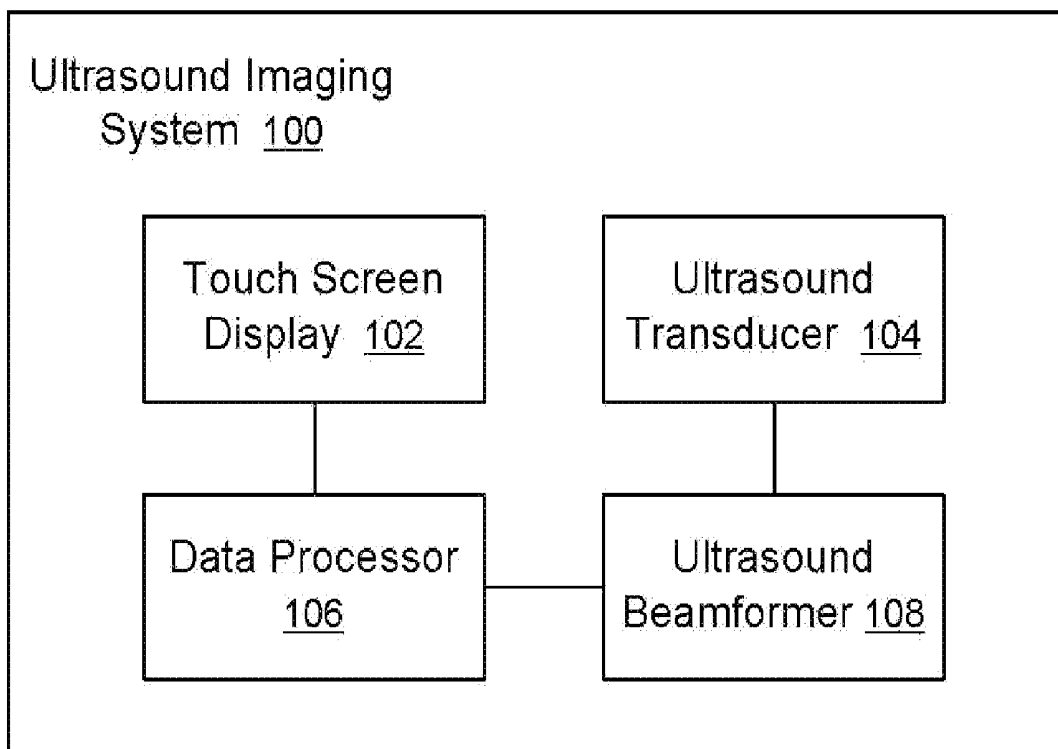 Ultrasound Imaging
System 100
Touch Screen
Display 102
Ultrasound
Transducer 104
Data Processor
106
Ultrasound
Beamformer 108